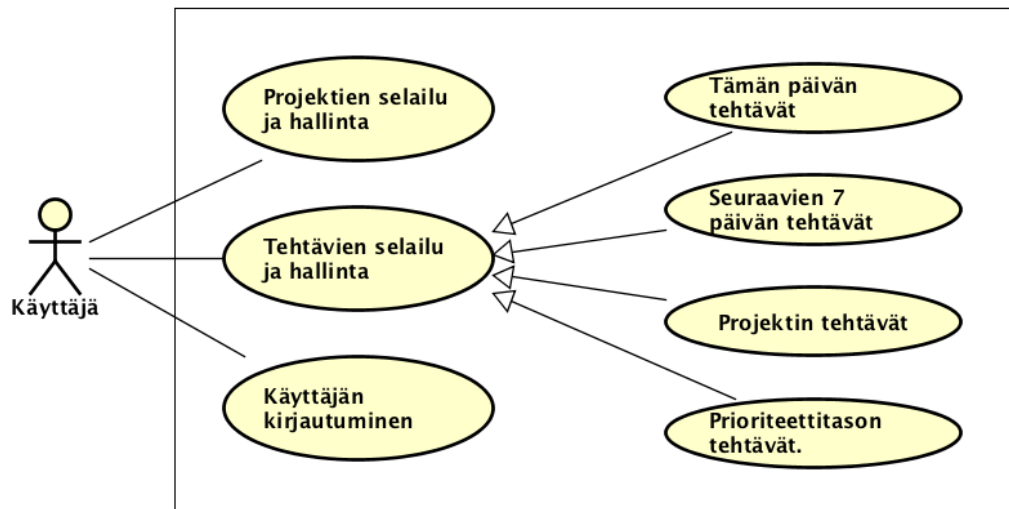 Projektien selailu
ja hallinta
Tehtävien selailu
ja hallinta
Käyttäjän
kirjautuminen
Käyttäjä
Tämän päivän
tehtävät
Seuraavien 7
päivän tehtävät
Projektin tehtävät
Prioriteettitason
tehtävät.